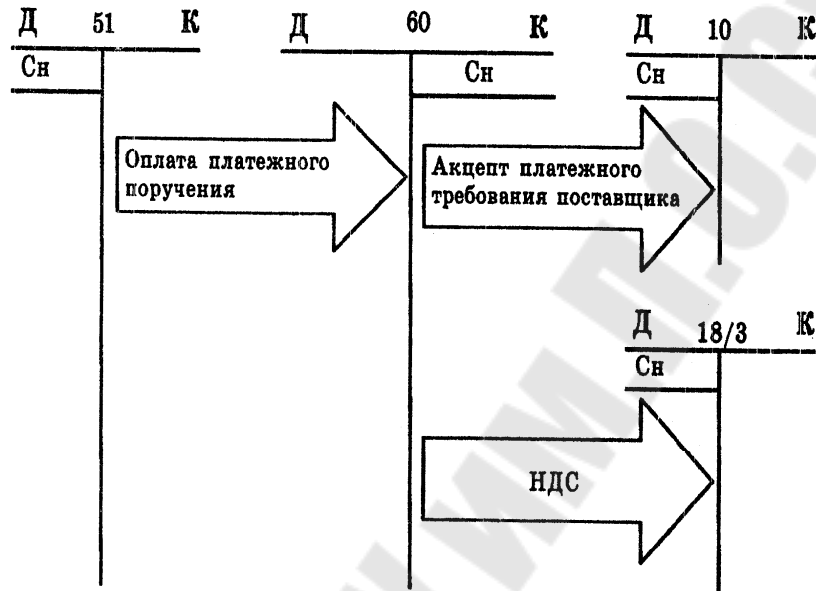 Д 51 К Д 60 К Д 10 К
Сн Сн Сн
Оплата платежного
поручения
Акцепт платежного
требования поставщика
Д 18/3 К
Сн
НДС